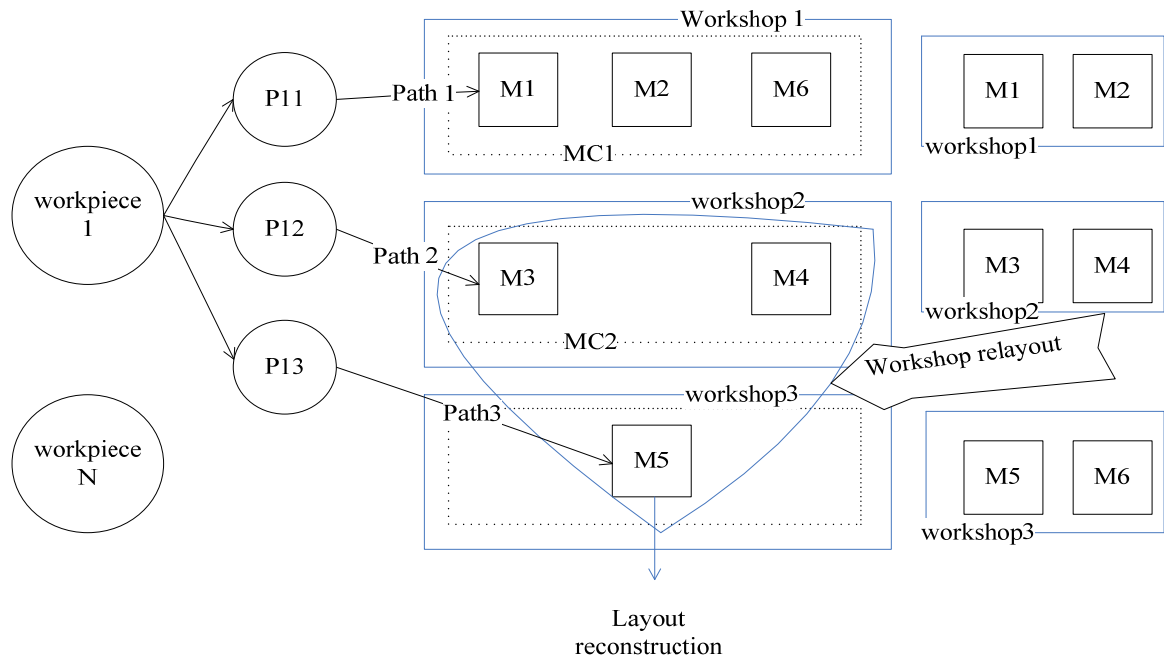 Workshop 1
workpiece
1
P11
Path 1
M1
M2
M6
MC1
M1
M2
workshop1
workshop2
P12
Path 2
M3
M4
MC2
M3
M4
workshop2
Workshop relayout
P13
workshop3
Path3
M5
M5
M6
workshop3
workpiece
N
Layout
reconstruction